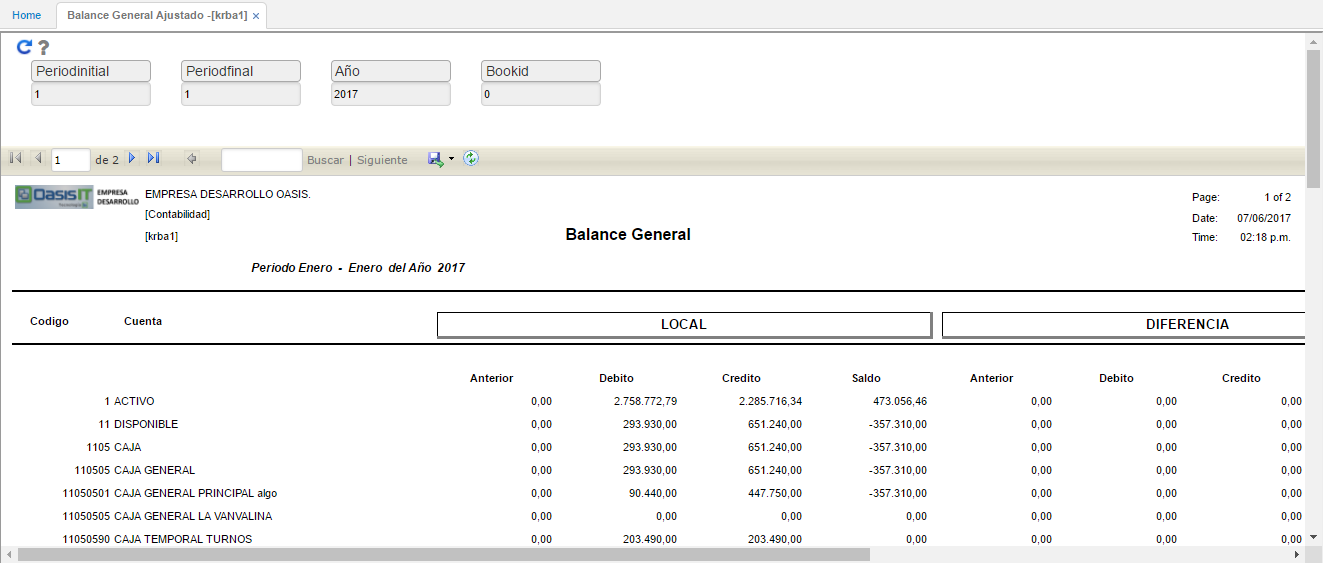 Home Balance General Ajustado -[krba1] ×
?
Periodinitial Periodfinal Año Bookid
1 1 2017 0
1 de 2 Buscar | Siguiente
OasisIT EMPRESA DESARROLLO EMPRESA DESARROLLO OASIS. Page: 1 of 2
[Contabilidad] Date: 07/06/2017
[krba1] Balance General Time: 02:18 p.m.
Periodo Enero - Enero del Año 2017
Codigo Cuenta LOCAL DIFERENCIA
Anterior Debito Credito Saldo Anterior Debito Credito
1 ACTIVO 0,00 2.758.772,79 2.285.716,34 473.056,46 0,00 0,00 0,00
11 DISPONIBLE 0,00 293.930,00 651.240,00 -357.310,00 0,00 0,00 0,00
1105 CAJA 0,00 293.930,00 651.240,00 -357.310,00 0,00 0,00 0,00
110505 CAJA GENERAL 0,00 293.930,00 651.240,00 -357.310,00 0,00 0,00 0,00
11050501 CAJA GENERAL PRINCIPAL algo 0,00 90.440,00 447.750,00 -357.310,00 0,00 0,00 0,00
11050505 CAJA GENERAL LA VANVALINA 0,00 0,00 0,00 0,00 0,00 0,00 0,00
11050590 CAJA TEMPORAL TURNOS 0,00 203.490,00 203.490,00 0,00 0,00 0,00 0,00